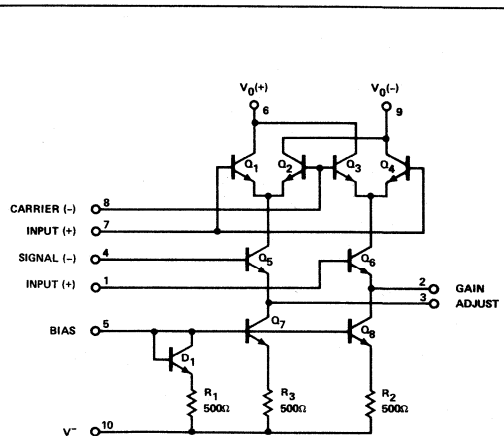 V₀(+) V₀(-)
6 9
Q₁ Q₂ Q₃ Q₄
CARRIER (-) 8
INPUT (+) 7
SIGNAL (-) 4 Q₅ Q₆
INPUT (+) 1
2 GAIN
3 ADJUST
BIAS 5 Q₇ Q₈
D₁
R₁ 500Ω R₃ 500Ω R₂ 500Ω
V⁻ 10